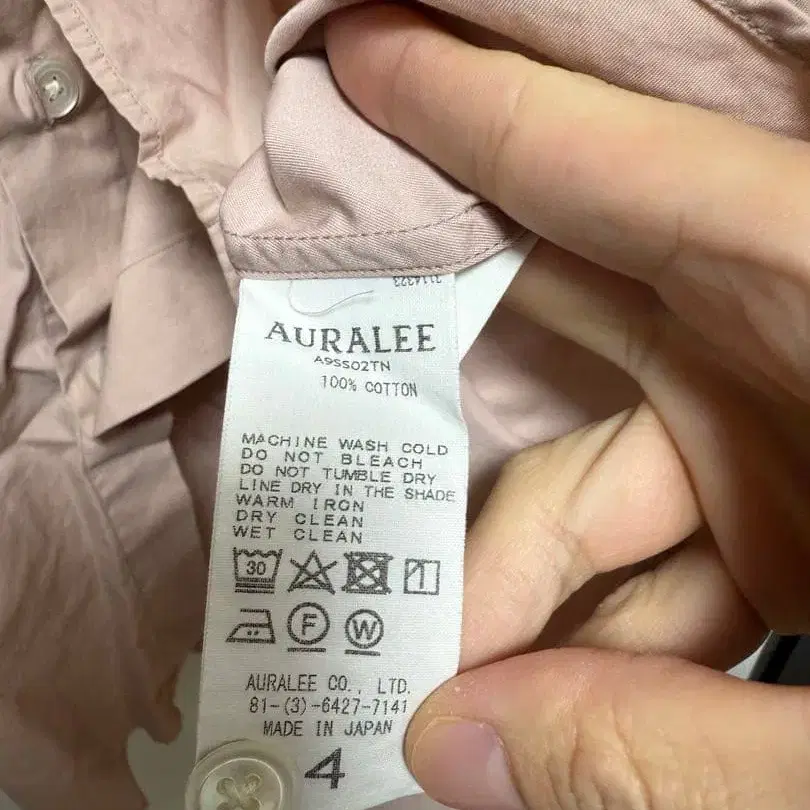 AURALEE
A9SS02TN
100% COTTON
MACHINE WASH COLD
DO NOT BLEACH
DO NOT TUMBLE DRY
LINE DRY IN THE SHADE
WARM IRON
DRY CLEAN
WET CLEAN
30
F
W
AURALEE CO., LTD.
81-(3)-6427-7141
MADE IN JAPAN
4